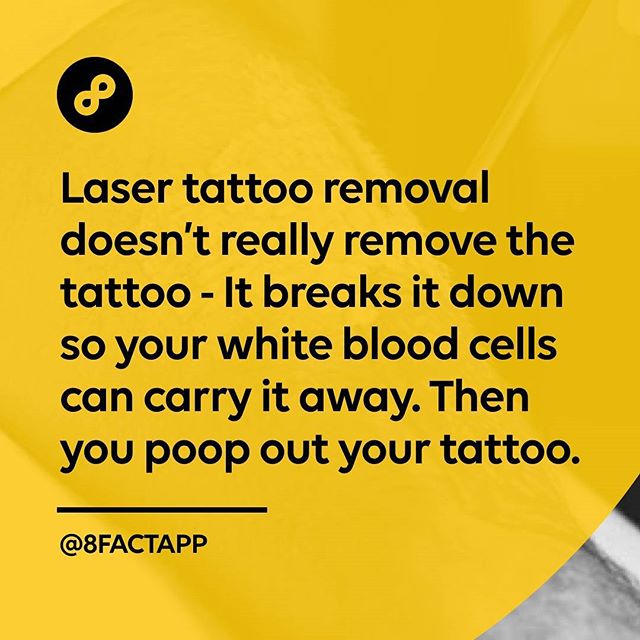 Laser tattoo removal
doesn't really remove the
tattoo - It breaks it down
so your white blood cells
can carry it away. Then
you poop out your tattoo.
@8FACTAPP